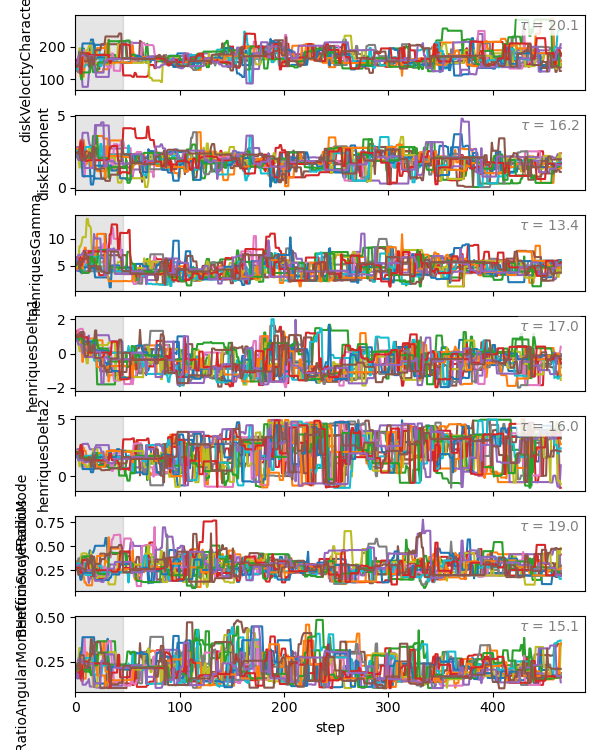 diskVelocityCharacte
200
100
τ = 20.1
diskExponent
5
0
τ = 16.2
henriquesGamma
10
5
τ = 13.4
henriquesDelta1
2
0
−2
τ = 17.0
henriquesDelta2
5
0
τ = 16.0
0.75
0.50
0.25
τ = 19.0
RatioAngularMomentum
0.50
0.25
τ = 15.1
0
100
200
300
400
step